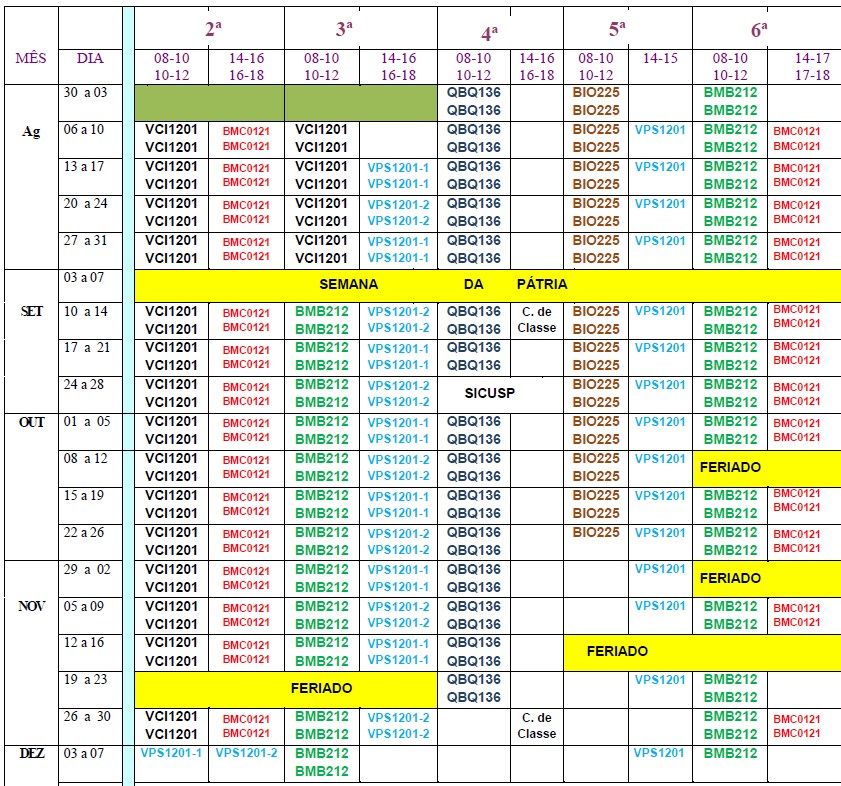 2ª 3ª 4ª 5ª 6ª
MÊS DIA 08-10 14-16 08-10 14-16 08-10 14-16 08-10 14-15 08-10 14-17
10-12 16-18 10-12 16-18 10-12 16-18 10-12 10-12 17-18
30 a 03 QBQ136 BIO225 BMB212
QBQ136 BIO225 BMB212
Ag 06 a 10 VCI1201 BMC0121 VCI1201 QBQ136 BIO225 VPS1201 BMB212 BMC0121
VCI1201 BMC0121 VCI1201 QBQ136 BIO225 BMB212 BMC0121
13 a 17 VCI1201 BMC0121 VCI1201 VPS1201-1 QBQ136 BIO225 VPS1201 BMB212 BMC0121
VCI1201 BMC0121 VCI1201 VPS1201-1 QBQ136 BIO225 BMB212 BMC0121
20 a 24 VCI1201 BMC0121 VCI1201 VPS1201-2 QBQ136 BIO225 VPS1201 BMB212 BMC0121
VCI1201 BMC0121 VCI1201 VPS1201-2 QBQ136 BIO225 BMB212 BMC0121
27 a 31 VCI1201 BMC0121 VCI1201 VPS1201-1 QBQ136 BIO225 VPS1201 BMB212 BMC0121
VCI1201 BMC0121 VCI1201 VPS1201-1 QBQ136 BIO225 BMB212 BMC0121
03 a 07 SEMANA DA PÁTRIA
SET 10 a 14 VCI1201 BMC0121 BMB212 VPS1201-2 QBQ136 C. de BIO225 VPS1201 BMB212 BMC0121
VCI1201 BMC0121 BMB212 VPS1201-2 QBQ136 Classe BIO225 BMB212 BMC0121
17 a 21 VCI1201 BMC0121 BMB212 VPS1201-1 QBQ136 BIO225 VPS1201 BMB212 BMC0121
VCI1201 BMC0121 BMB212 VPS1201-1 QBQ136 BIO225 BMB212 BMC0121
24 a 28 VCI1201 BMC0121 BMB212 VPS1201-2 SICUSP BIO225 VPS1201 BMB212 BMC0121
VCI1201 BMC0121 BMB212 VPS1201-2 BIO225 BMB212 BMC0121
OUT 01 a 05 VCI1201 BMC0121 BMB212 VPS1201-1 QBQ136 BIO225 VPS1201 BMB212 BMC0121
VCI1201 BMC0121 BMB212 VPS1201-1 QBQ136 BIO225 BMB212 BMC0121
08 a 12 VCI1201 BMC0121 BMB212 VPS1201-2 QBQ136 BIO225 VPS1201 FERIADO
VCI1201 BMC0121 BMB212 VPS1201-2 QBQ136 BIO225
15 a 19 VCI1201 BMC0121 BMB212 VPS1201-1 QBQ136 BIO225 VPS1201 BMB212 BMC0121
VCI1201 BMC0121 BMB212 VPS1201-1 QBQ136 BIO225 BMB212 BMC0121
22 a 26 VCI1201 BMC0121 BMB212 VPS1201-2 QBQ136 BIO225 VPS1201 BMB212 BMC0121
VCI1201 BMC0121 BMB212 VPS1201-2 QBQ136 BMB212 BMC0121
29 a 02 VCI1201 BMC0121 BMB212 VPS1201-1 QBQ136 VPS1201 FERIADO
VCI1201 BMC0121 BMB212 VPS1201-1 QBQ136
NOV 05 a 09 VCI1201 BMC0121 BMB212 VPS1201-2 QBQ136 VPS1201 BMB212 BMC0121
VCI1201 BMC0121 BMB212 VPS1201-2 QBQ136 BMB212 BMC0121
12 a 16 VCI1201 BMC0121 BMB212 VPS1201-1 QBQ136 FERIADO
VCI1201 BMC0121 BMB212 VPS1201-1 QBQ136
19 a 23 FERIADO QBQ136 VPS1201 BMB212
QBQ136 BMB212
26 a 30 VCI1201 BMC0121 BMB212 VPS1201-2 C. de BMB212 BMC0121
VCI1201 BMC0121 BMB212 VPS1201-2 Classe BMB212 BMC0121
DEZ 03 a 07 VPS1201-1 VPS1201-2 BMB212 VPS1201 BMB212
BMB212